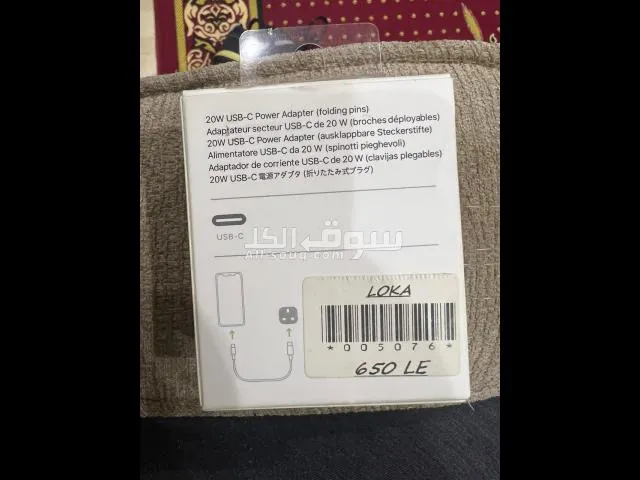 20W USB-C Power Adapter (folding pins)
Adaptateur secteur USB-C de 20 W (broches déployables)
20W USB-C Power Adapter (ausklappbare Steckerstifte)
Alimentatore USB-C da 20 W (spinotti pieghevoli)
Adaptador de corriente USB-C de 20 W (clavijas plegables)
20W USB-C 電源アダプタ (折りたたみ式プラグ)
USB-C
سوق الكل
All-souq.com
LOKA
*005076*
650 LE